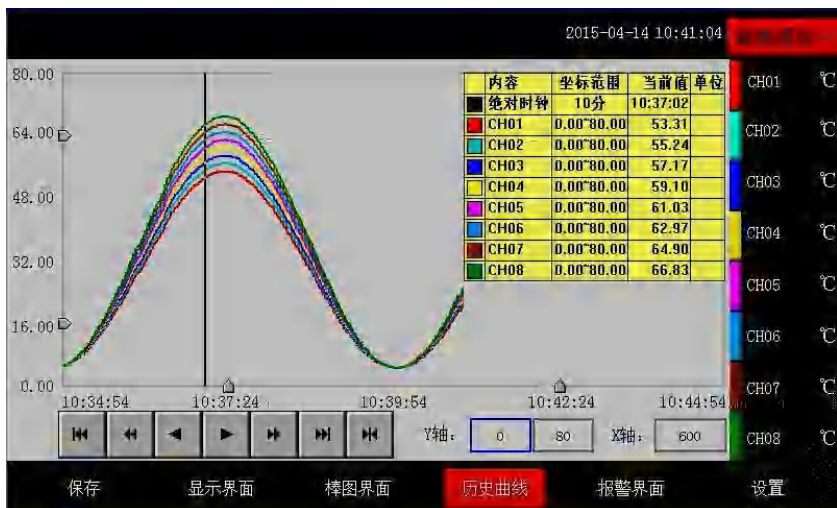 2015-04-14 10:41:04
80.00
64.00
48.00
32.00
16.00
0.00
10:34:54 10:37:24 10:39:54 10:42:24 10:44:54
内容 坐标范围 当前值 单位
绝对时钟 10分 10:37:02
CH01 0.00~80.00 53.31
CH02 0.00~80.00 55.24
CH03 0.00~80.00 57.17
CH04 0.00~80.00 59.10
CH05 0.00~80.00 61.03
CH06 0.00~80.00 62.97
CH07 0.00~80.00 64.90
CH08 0.00~80.00 66.83
CH01 ℃
CH02 ℃
CH03 ℃
CH04 ℃
CH05 ℃
CH06 ℃
CH07 ℃
CH08 ℃
Y轴: 0 80 X轴: 600
保存 显示界面 棒图界面 历史曲线 报警界面 设置